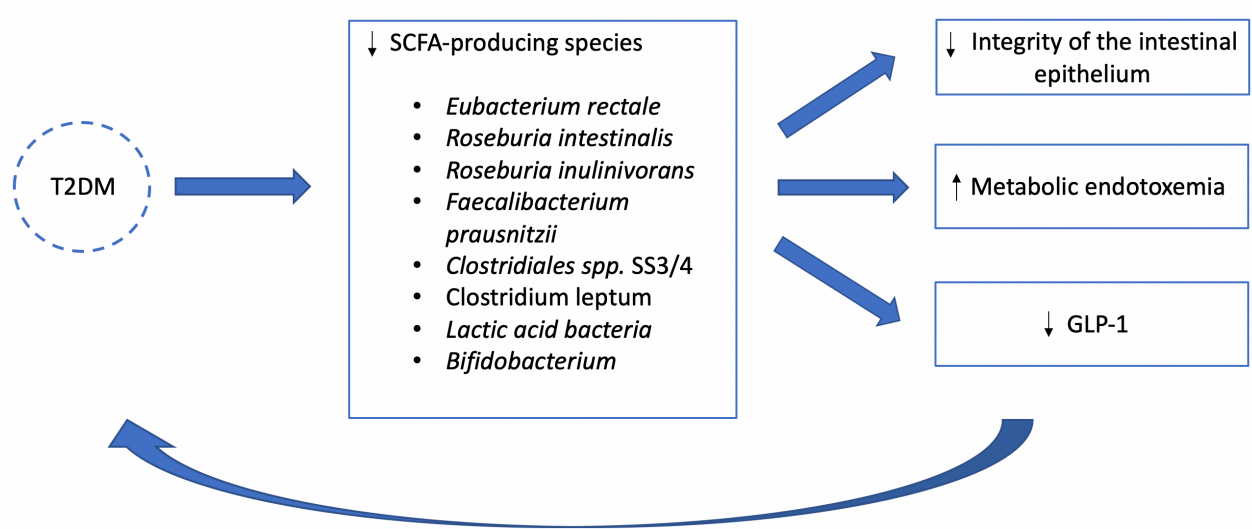 T2DM
↓ SCFA-producing species
• Eubacterium rectale
• Roseburia intestinalis
• Roseburia inulinivorans
• Faecalibacterium
prausnitzii
• Clostridiales spp. SS3/4
• Clostridium leptum
• Lactic acid bacteria
• Bifidobacterium
↓ Integrity of the intestinal
epithelium
↑ Metabolic endotoxemia
↓ GLP-1